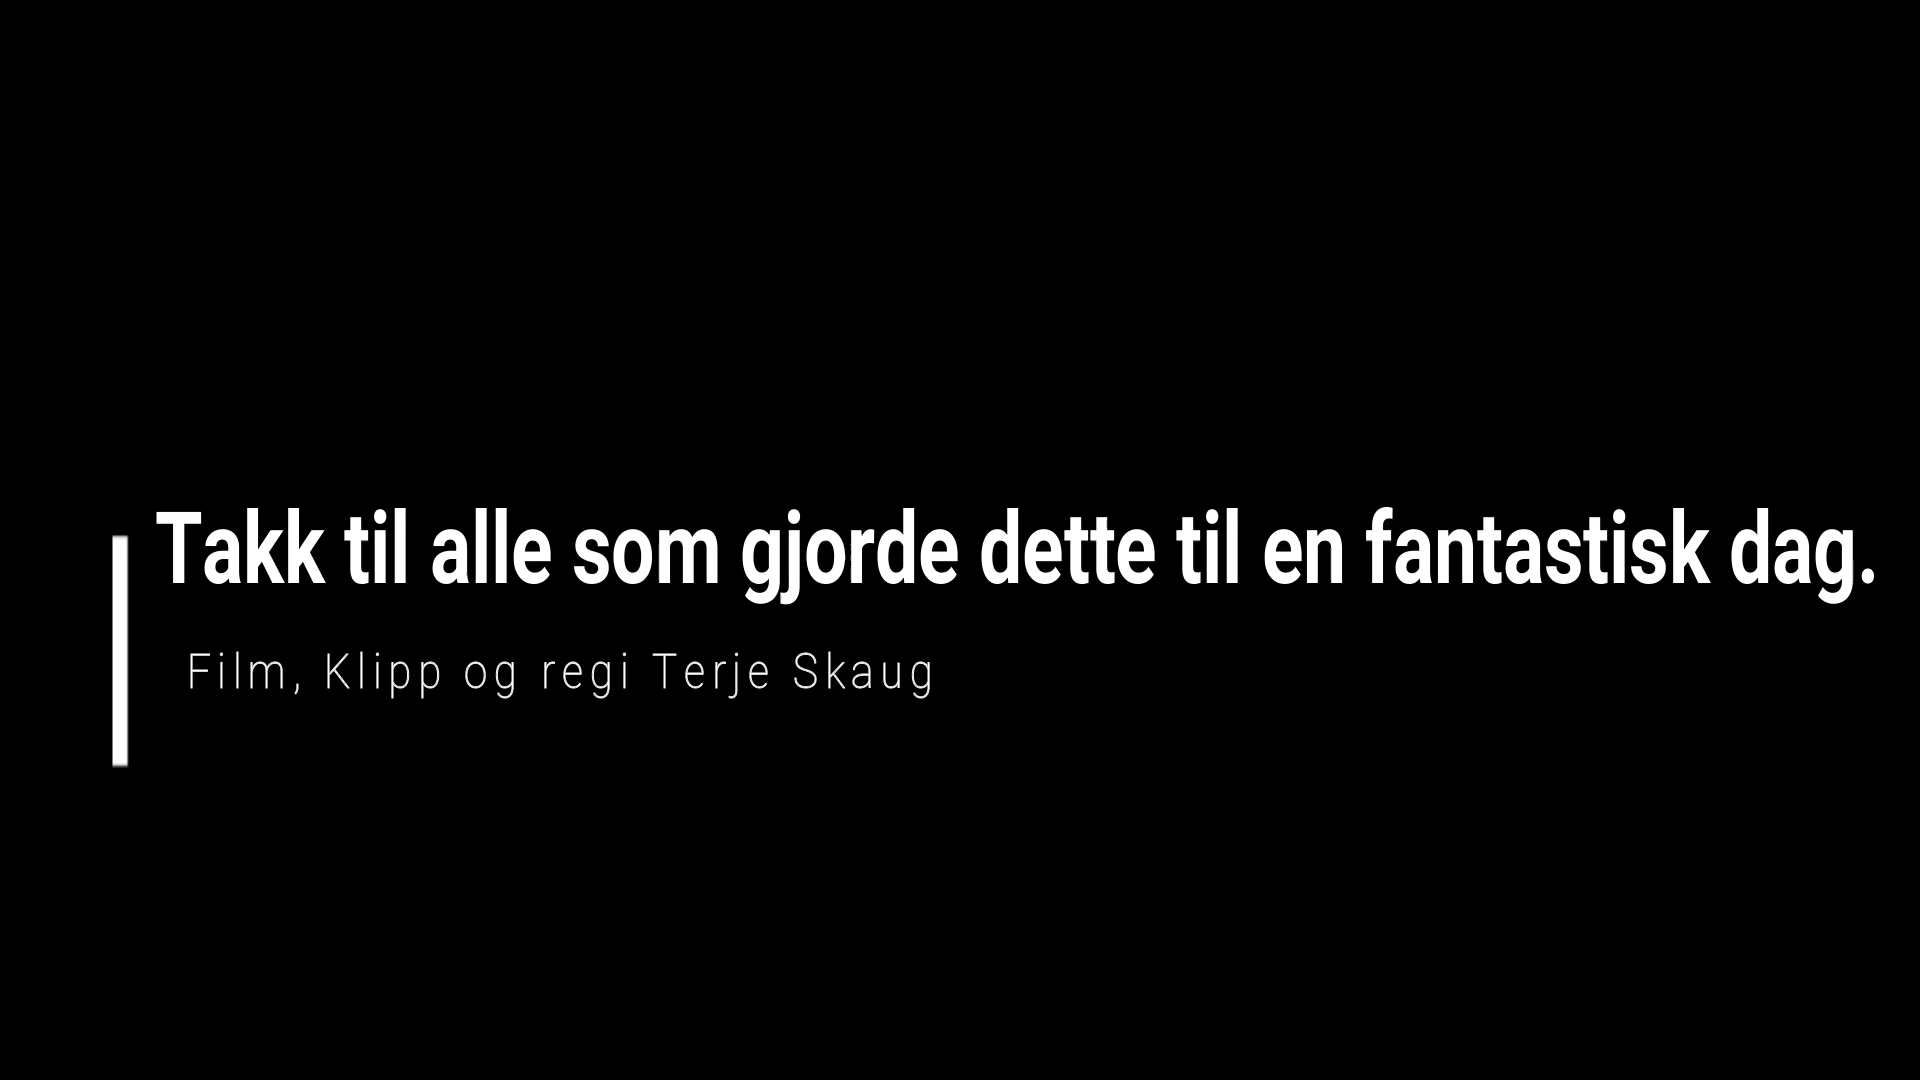 Takk til alle som gjorde dette til en fantastisk dag.
Film, Klipp og regi Terje Skaug